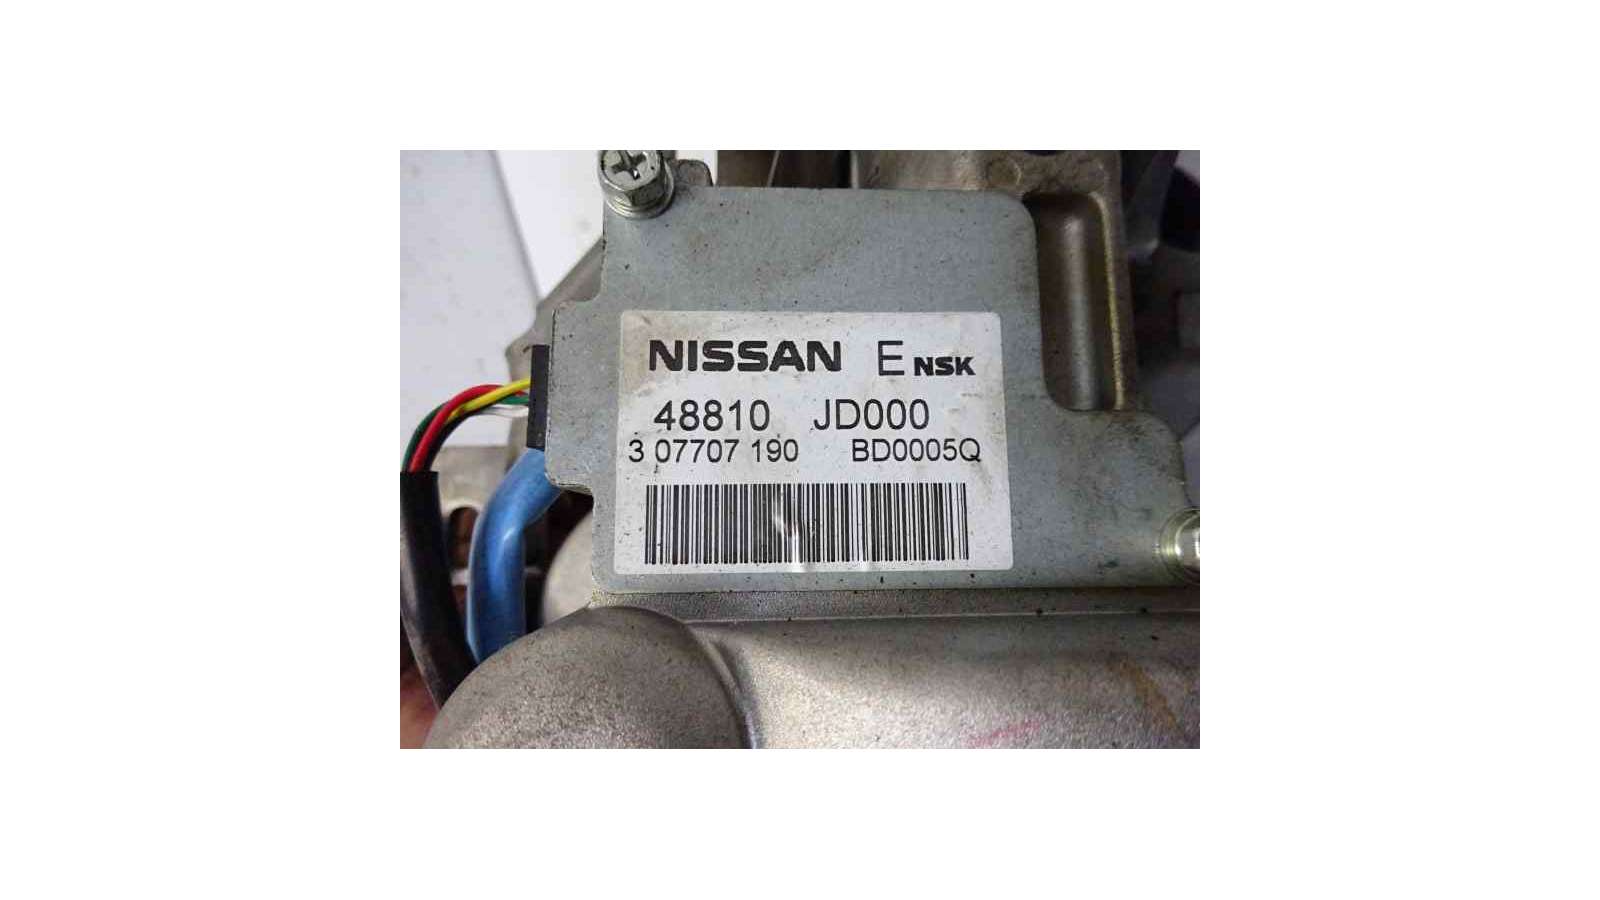 NISSAN E NSK
48810 JD000
3 07707 190 BD0005Q